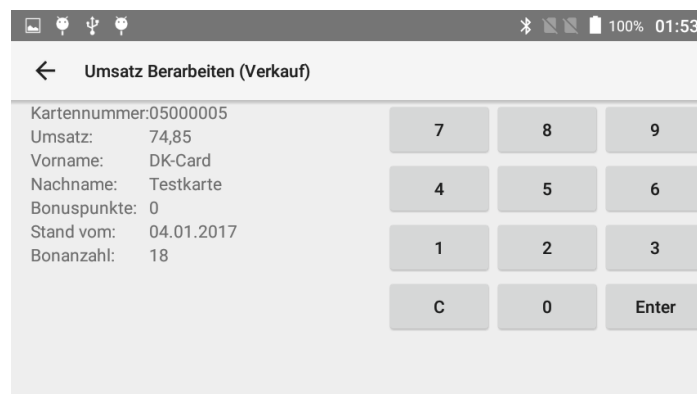 100% 01:53
Umsatz Berarbeiten (Verkauf)
Kartennummer:05000005
Umsatz: 74,85
Vorname: DK-Card
Nachname: Testkarte
Bonuspunkte: 0
Stand vom: 04.01.2017
Bonanzahl: 18
7 8 9
4 5 6
1 2 3
C 0 Enter